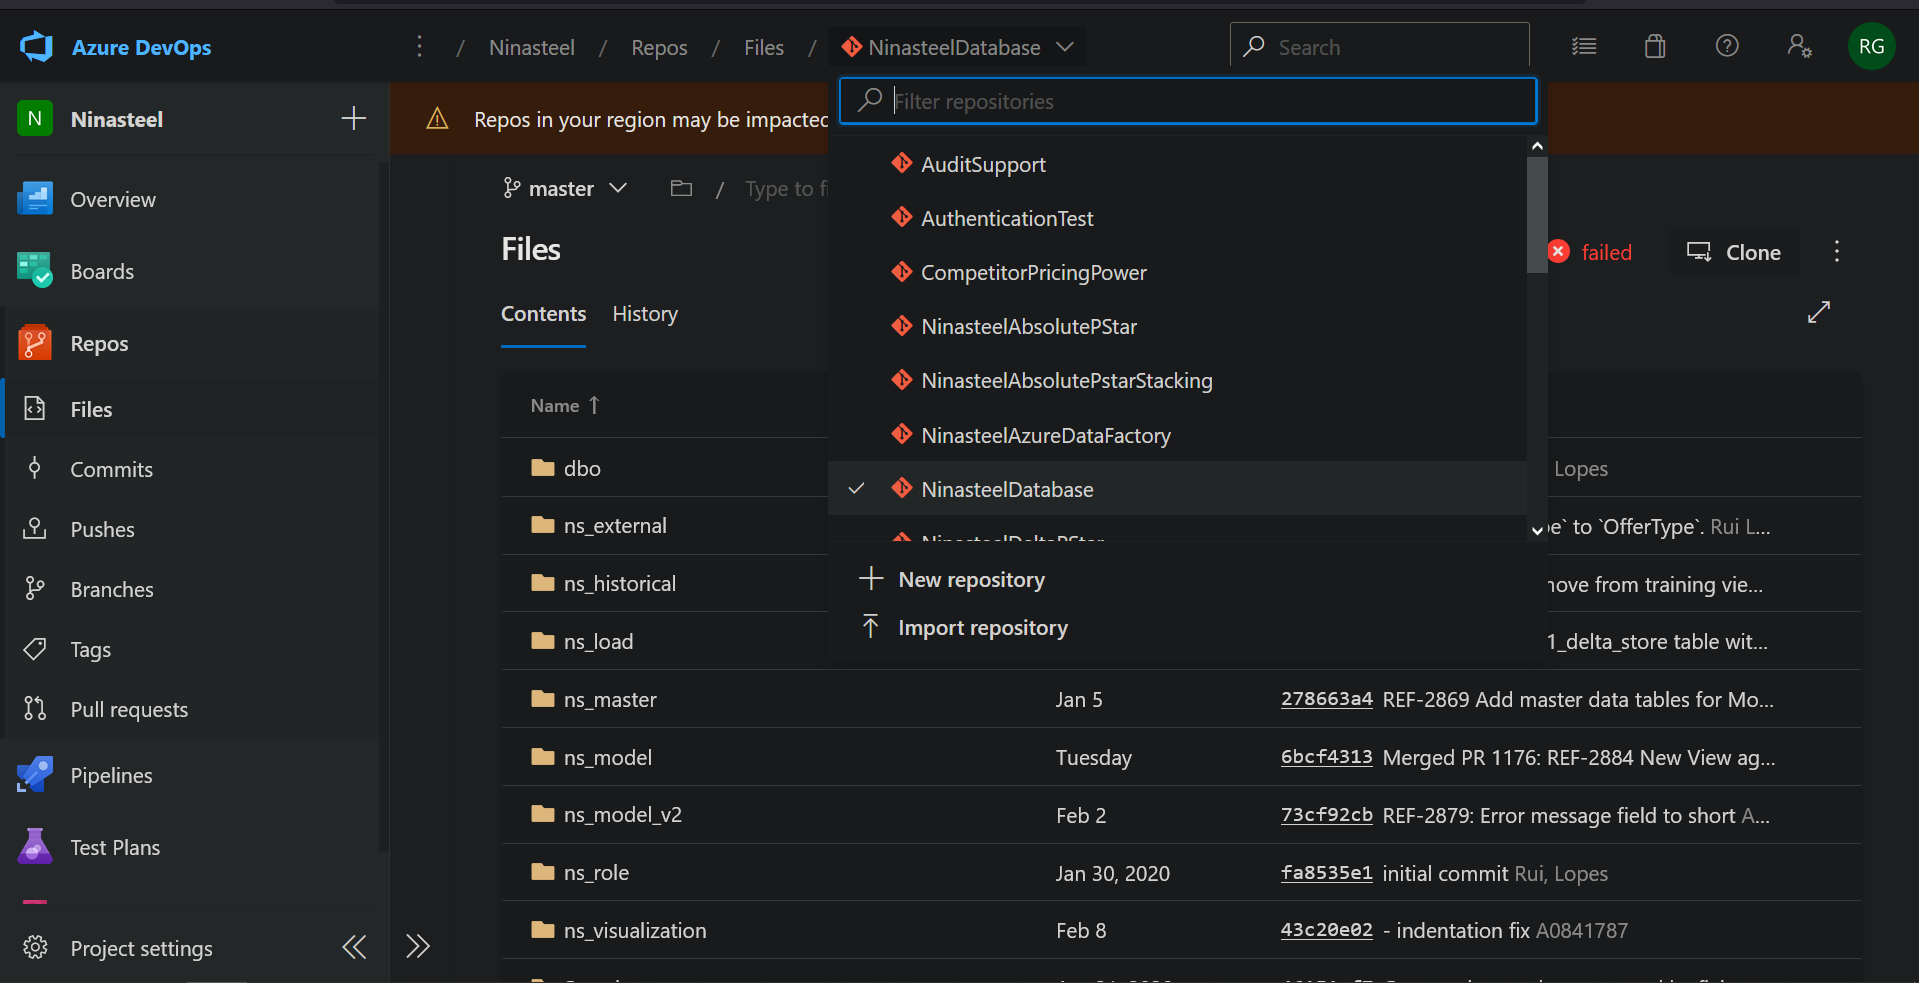 Azure DevOps
/ Ninasteel / Repos / Files / NinasteelDatabase
Search
RG
N Ninasteel
Repos in your region may be impacted
Filter repositories
Overview
Boards
Repos
Files
Commits
Pushes
Branches
Tags
Pull requests
Pipelines
Test Plans
Project settings
master / Type to fi
Files
failed
Clone
Contents History
AuditSupport
AuthenticationTest
CompetitorPricingPower
NinasteelAbsolutePStar
NinasteelAbsolutePstarStacking
NinasteelAzureDataFactory
NinasteelDatabase
NinasteelDeltaPStar
New repository
Import repository
Name ↑
dbo Lopes
ns_external pe` to `OfferType`. Rui L...
ns_historical move from training vie...
ns_load 1_delta_store table wit...
ns_master Jan 5 278663a4 REF-2869 Add master data tables for Mo...
ns_model Tuesday 6bcf4313 Merged PR 1176: REF-2884 New View ag...
ns_model_v2 Feb 2 73cf92cb REF-2879: Error message field to short A...
ns_role Jan 30, 2020 fa8535e1 initial commit Rui, Lopes
ns_visualization Feb 8 43c20e02 - indentation fix A0841787